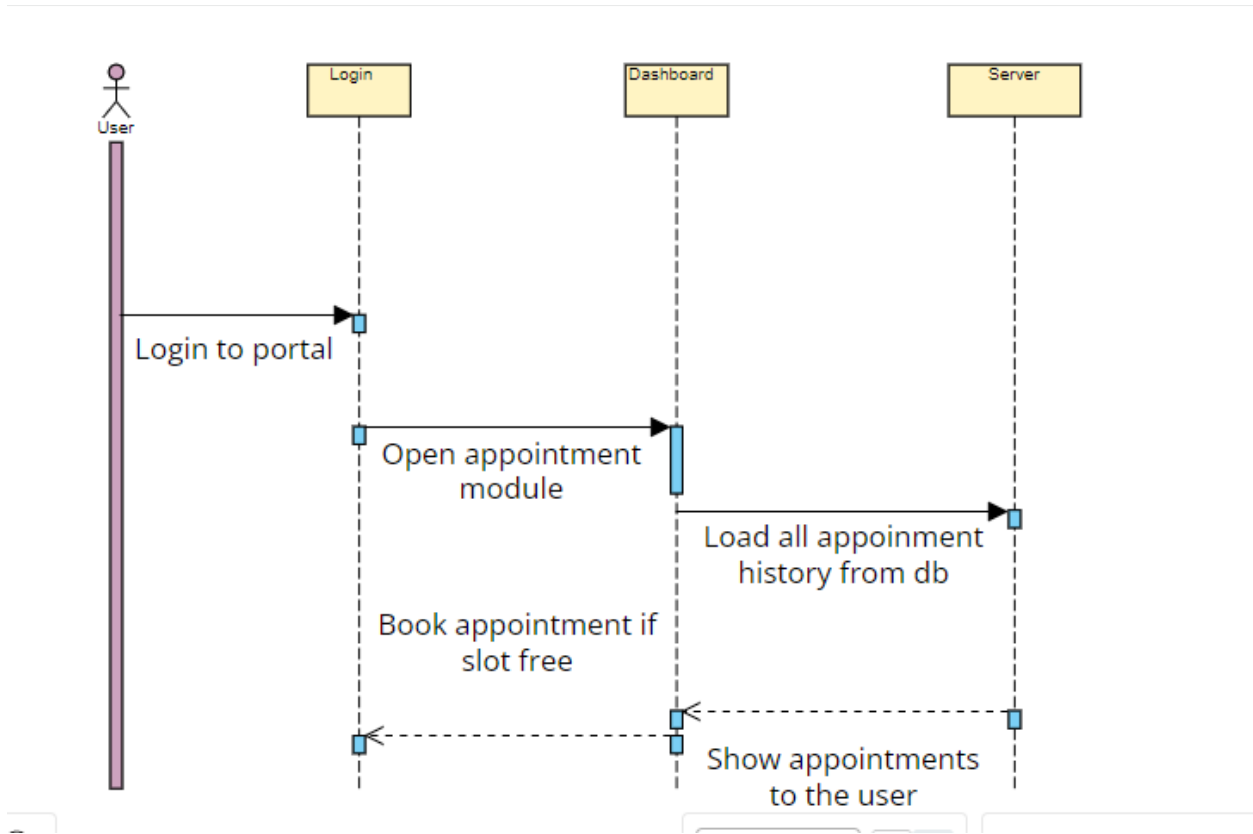 Login
Dashboard
Server
User
Login to portal
Open appointment
module
Load all appoinment
history from db
Book appointment if
slot free
Show appointments
to the user